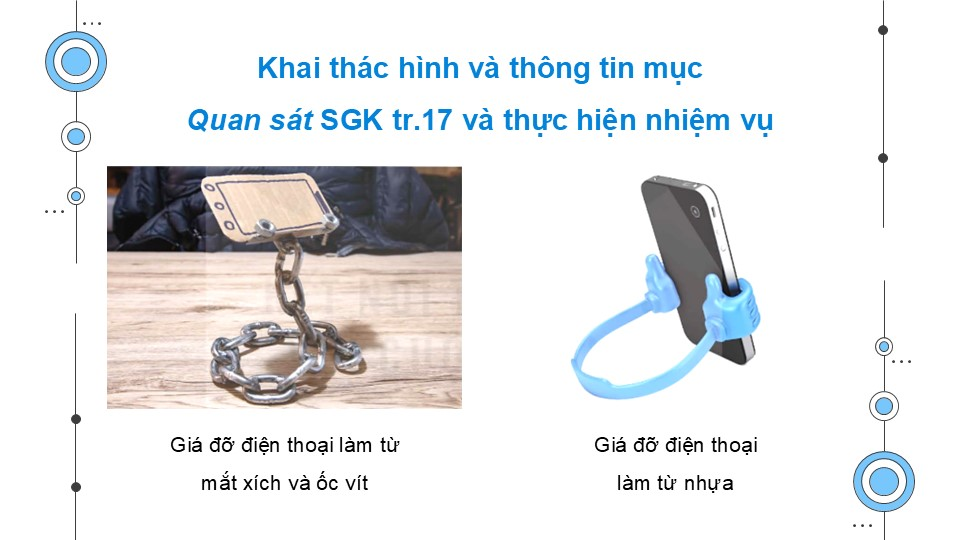 Khai thác hình và thông tin mục
Quan sát SGK tr.17 và thực hiện nhiệm vụ
Giá đỡ điện thoại làm từ
mắt xích và ốc vít
Giá đỡ điện thoại
làm từ nhựa